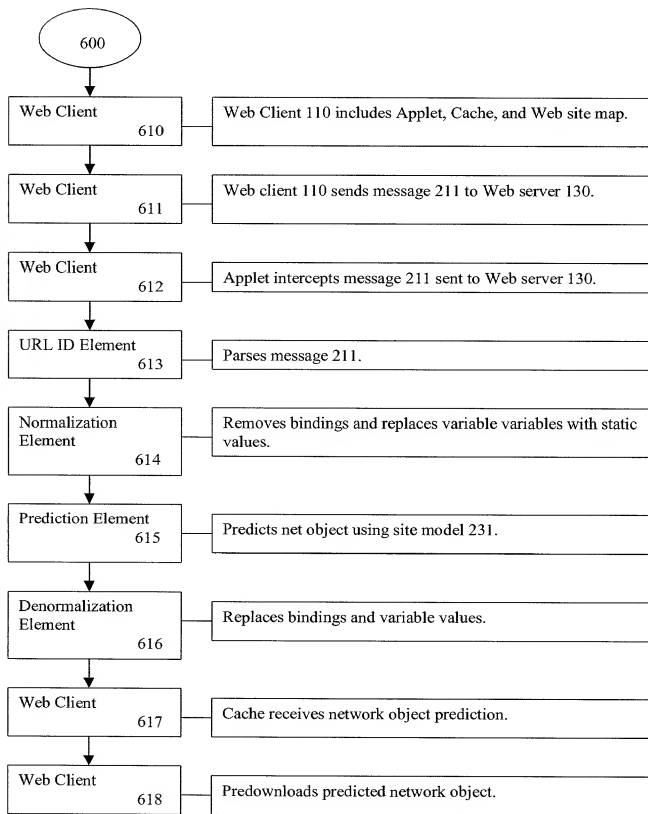 600
Web Client
610
Web Client 110 includes Applet, Cache, and Web site map.
Web Client
611
Web client 110 sends message 211 to Web server 130.
Web Client
612
Applet intercepts message 211 sent to Web server 130.
URL ID Element
613
Parses message 211.
Normalization
Element
614
Removes bindings and replaces variable variables with static
values.
Prediction Element
615
Predicts net object using site model 231.
Denormalization
Element
616
Replaces bindings and variable values.
Web Client
617
Cache receives network object prediction.
Web Client
618
Predownloads predicted network object.